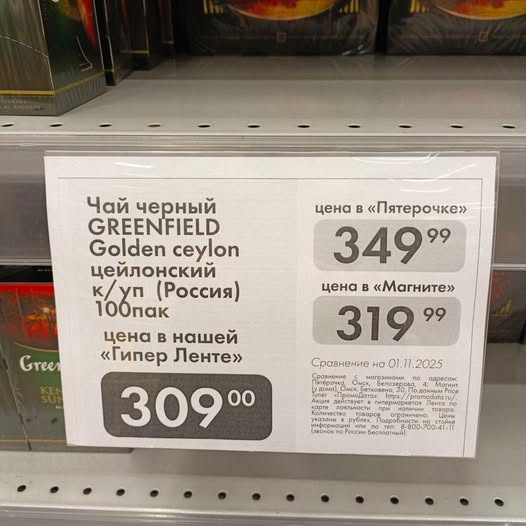 Чай черный
GREENFIELD
Golden ceylon
цейлонский
к/уп (Россия)
100пак
цена в нашей
«Гипер Ленте»
309 00
цена в «Пятерочке»
349 99
цена в «Магните»
319 99
Сравнение на 01.11.2025
Сравнение с магазинами по адресам:
Пятёрочка, Омск, Белозерова, 4; Магнит
(у дома), Омск, Бетховена, 30. По данным Price
Tuner «ПромоДата»: https://promodata.ru/.
Акция действует в гипермаркетах Лента по
карте лояльности при наличии товара.
Количество товаров ограничено. Цены
указаны в рублях. Подробности на стойке
информации или по тел: 8-800-700-41-11
(звонок по России бесплатный)
Green
KEN
SUN